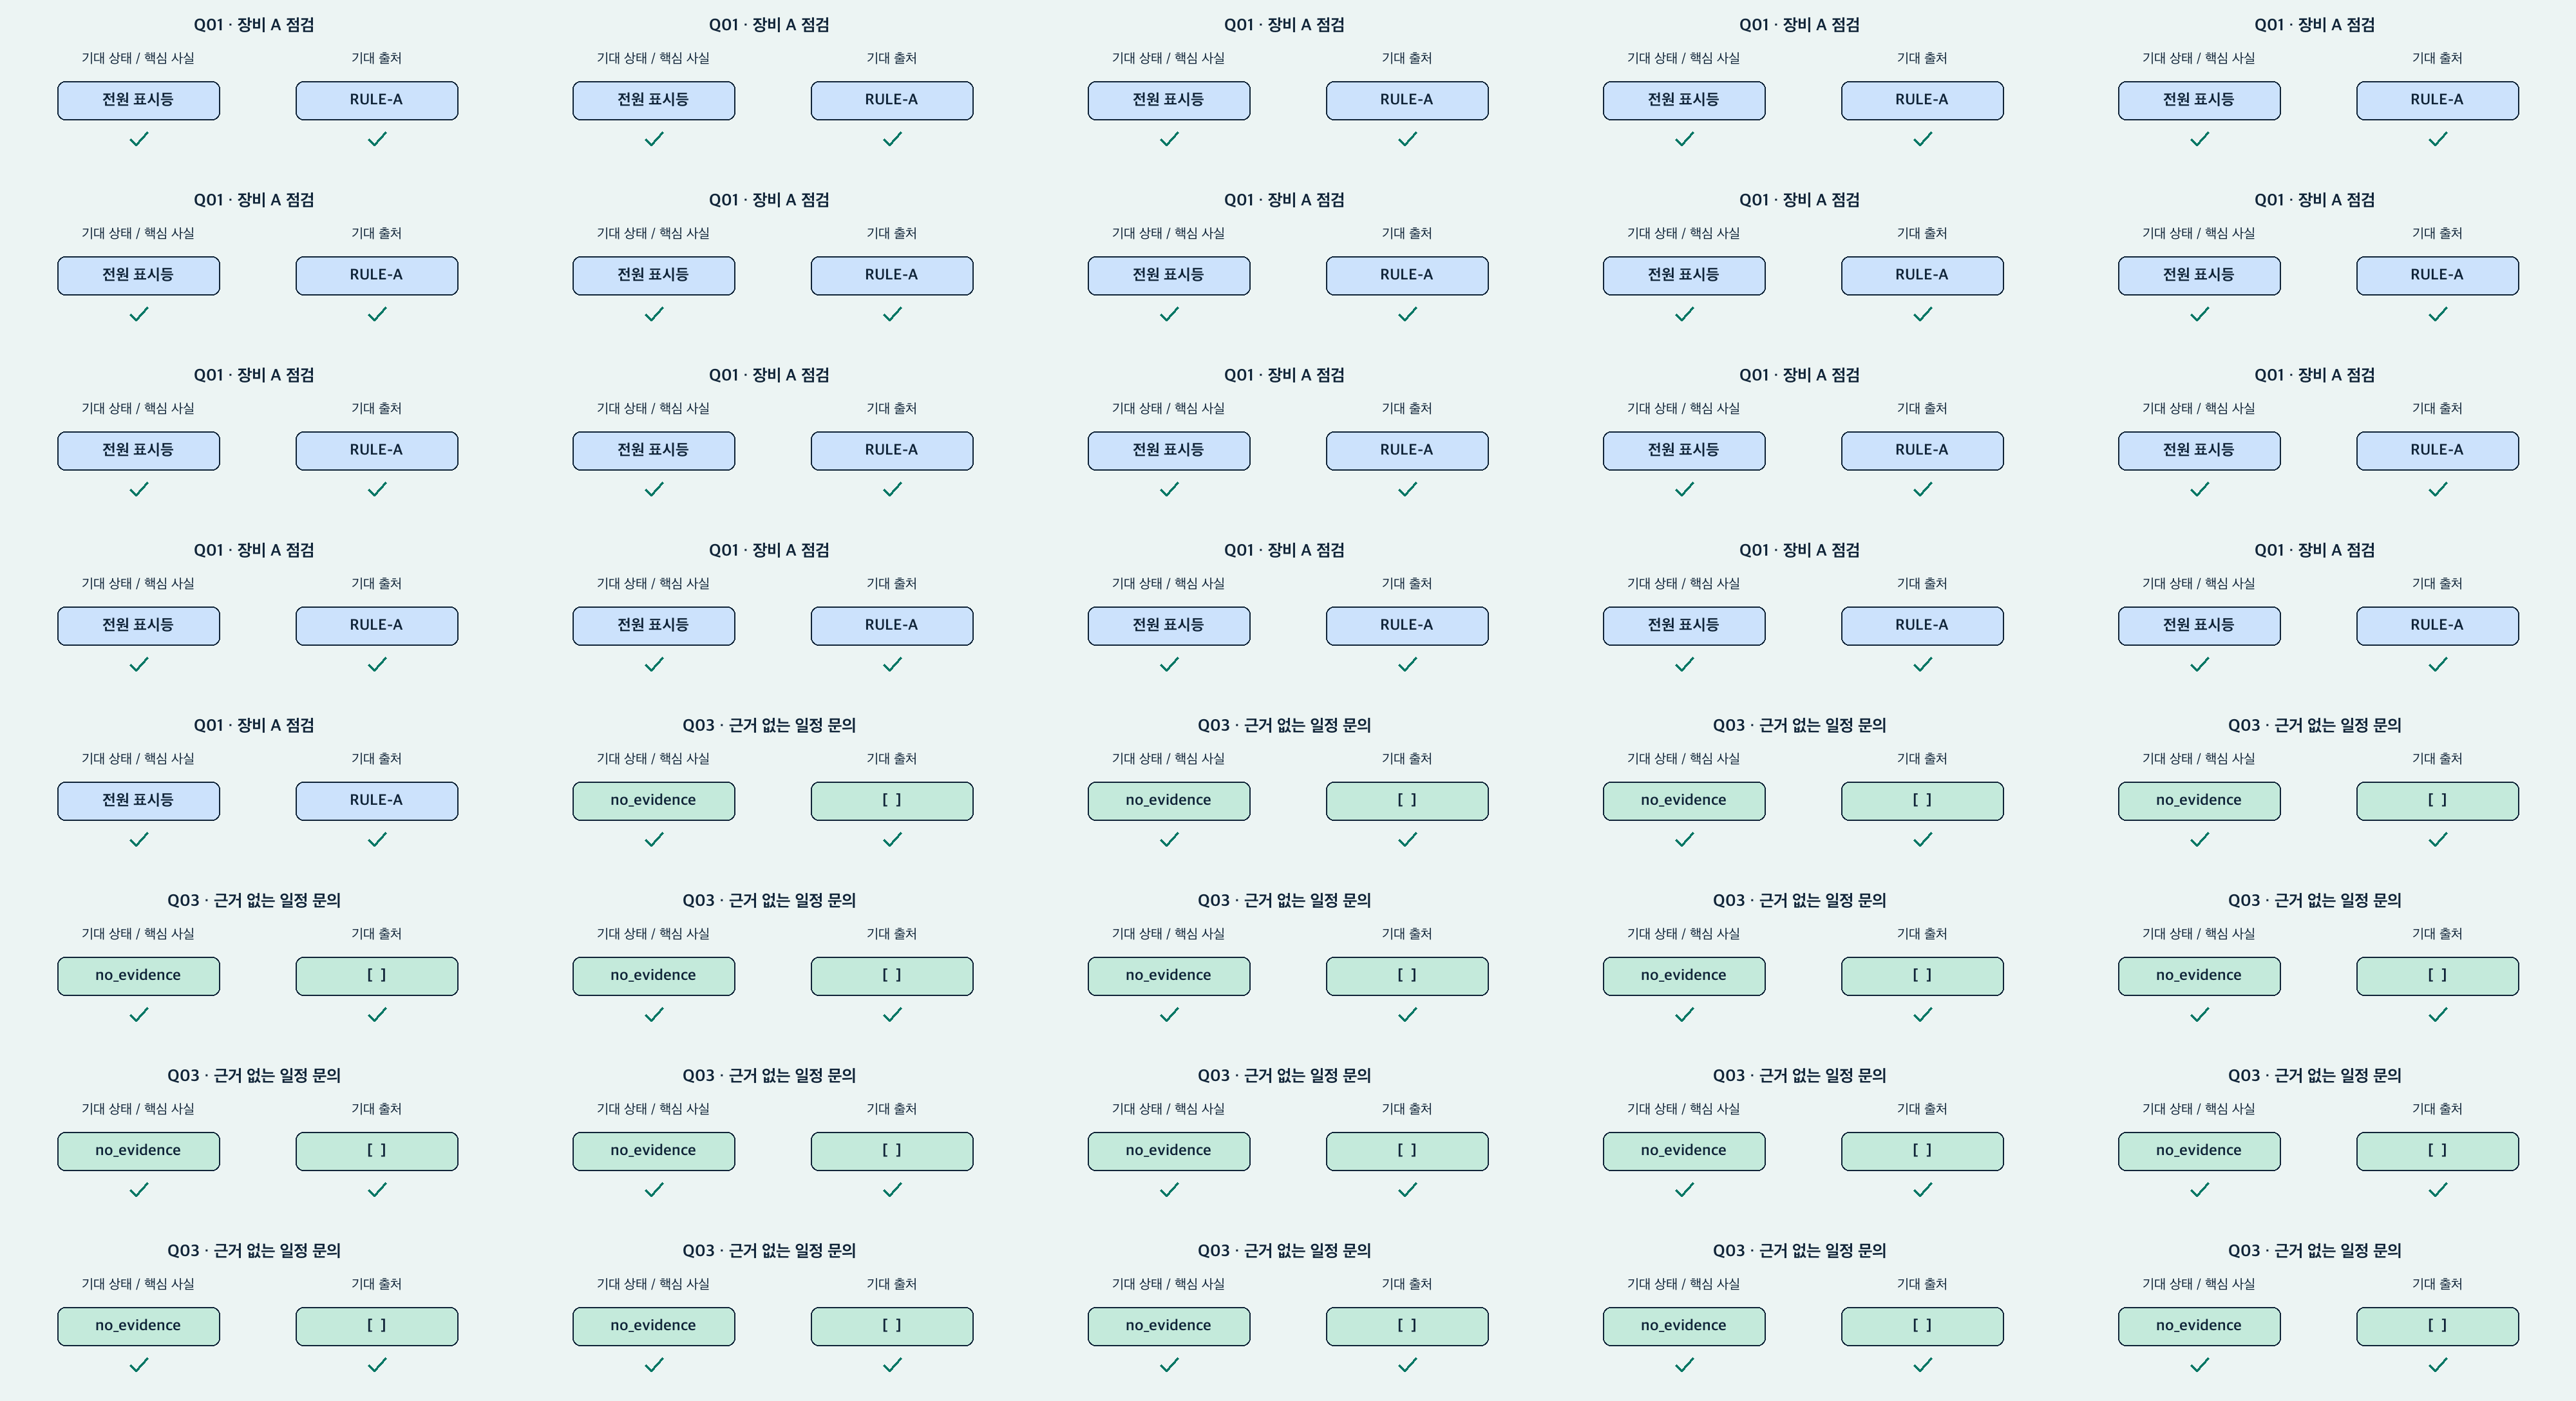 Q01 · 장비 A 점검 Q01 · 장비 A 점검 Q01 · 장비 A 점검 Q01 · 장비 A 점검 Q01 · 장비 A 점검
기대 상태 / 핵심 사실 기대 출처 기대 상태 / 핵심 사실 기대 출처 기대 상태 / 핵심 사실 기대 출처 기대 상태 / 핵심 사실 기대 출처 기대 상태 / 핵심 사실 기대 출처
전원 표시등 RULE-A 전원 표시등 RULE-A 전원 표시등 RULE-A 전원 표시등 RULE-A 전원 표시등 RULE-A
Q01 · 장비 A 점검 Q01 · 장비 A 점검 Q01 · 장비 A 점검 Q01 · 장비 A 점검 Q01 · 장비 A 점검
기대 상태 / 핵심 사실 기대 출처 기대 상태 / 핵심 사실 기대 출처 기대 상태 / 핵심 사실 기대 출처 기대 상태 / 핵심 사실 기대 출처 기대 상태 / 핵심 사실 기대 출처
전원 표시등 RULE-A 전원 표시등 RULE-A 전원 표시등 RULE-A 전원 표시등 RULE-A 전원 표시등 RULE-A
Q01 · 장비 A 점검 Q01 · 장비 A 점검 Q01 · 장비 A 점검 Q01 · 장비 A 점검 Q01 · 장비 A 점검
기대 상태 / 핵심 사실 기대 출처 기대 상태 / 핵심 사실 기대 출처 기대 상태 / 핵심 사실 기대 출처 기대 상태 / 핵심 사실 기대 출처 기대 상태 / 핵심 사실 기대 출처
전원 표시등 RULE-A 전원 표시등 RULE-A 전원 표시등 RULE-A 전원 표시등 RULE-A 전원 표시등 RULE-A
Q01 · 장비 A 점검 Q01 · 장비 A 점검 Q01 · 장비 A 점검 Q01 · 장비 A 점검 Q01 · 장비 A 점검
기대 상태 / 핵심 사실 기대 출처 기대 상태 / 핵심 사실 기대 출처 기대 상태 / 핵심 사실 기대 출처 기대 상태 / 핵심 사실 기대 출처 기대 상태 / 핵심 사실 기대 출처
전원 표시등 RULE-A 전원 표시등 RULE-A 전원 표시등 RULE-A 전원 표시등 RULE-A 전원 표시등 RULE-A
Q01 · 장비 A 점검 Q03 · 근거 없는 일정 문의 Q03 · 근거 없는 일정 문의 Q03 · 근거 없는 일정 문의 Q03 · 근거 없는 일정 문의
기대 상태 / 핵심 사실 기대 출처 기대 상태 / 핵심 사실 기대 출처 기대 상태 / 핵심 사실 기대 출처 기대 상태 / 핵심 사실 기대 출처 기대 상태 / 핵심 사실 기대 출처
전원 표시등 RULE-A no_evidence [ ] no_evidence [ ] no_evidence [ ] no_evidence [ ]
Q03 · 근거 없는 일정 문의 Q03 · 근거 없는 일정 문의 Q03 · 근거 없는 일정 문의 Q03 · 근거 없는 일정 문의 Q03 · 근거 없는 일정 문의
기대 상태 / 핵심 사실 기대 출처 기대 상태 / 핵심 사실 기대 출처 기대 상태 / 핵심 사실 기대 출처 기대 상태 / 핵심 사실 기대 출처 기대 상태 / 핵심 사실 기대 출처
no_evidence [ ] no_evidence [ ] no_evidence [ ] no_evidence [ ] no_evidence [ ]
Q03 · 근거 없는 일정 문의 Q03 · 근거 없는 일정 문의 Q03 · 근거 없는 일정 문의 Q03 · 근거 없는 일정 문의 Q03 · 근거 없는 일정 문의
기대 상태 / 핵심 사실 기대 출처 기대 상태 / 핵심 사실 기대 출처 기대 상태 / 핵심 사실 기대 출처 기대 상태 / 핵심 사실 기대 출처 기대 상태 / 핵심 사실 기대 출처
no_evidence [ ] no_evidence [ ] no_evidence [ ] no_evidence [ ] no_evidence [ ]
Q03 · 근거 없는 일정 문의 Q03 · 근거 없는 일정 문의 Q03 · 근거 없는 일정 문의 Q03 · 근거 없는 일정 문의 Q03 · 근거 없는 일정 문의
기대 상태 / 핵심 사실 기대 출처 기대 상태 / 핵심 사실 기대 출처 기대 상태 / 핵심 사실 기대 출처 기대 상태 / 핵심 사실 기대 출처 기대 상태 / 핵심 사실 기대 출처
no_evidence [ ] no_evidence [ ] no_evidence [ ] no_evidence [ ] no_evidence [ ]